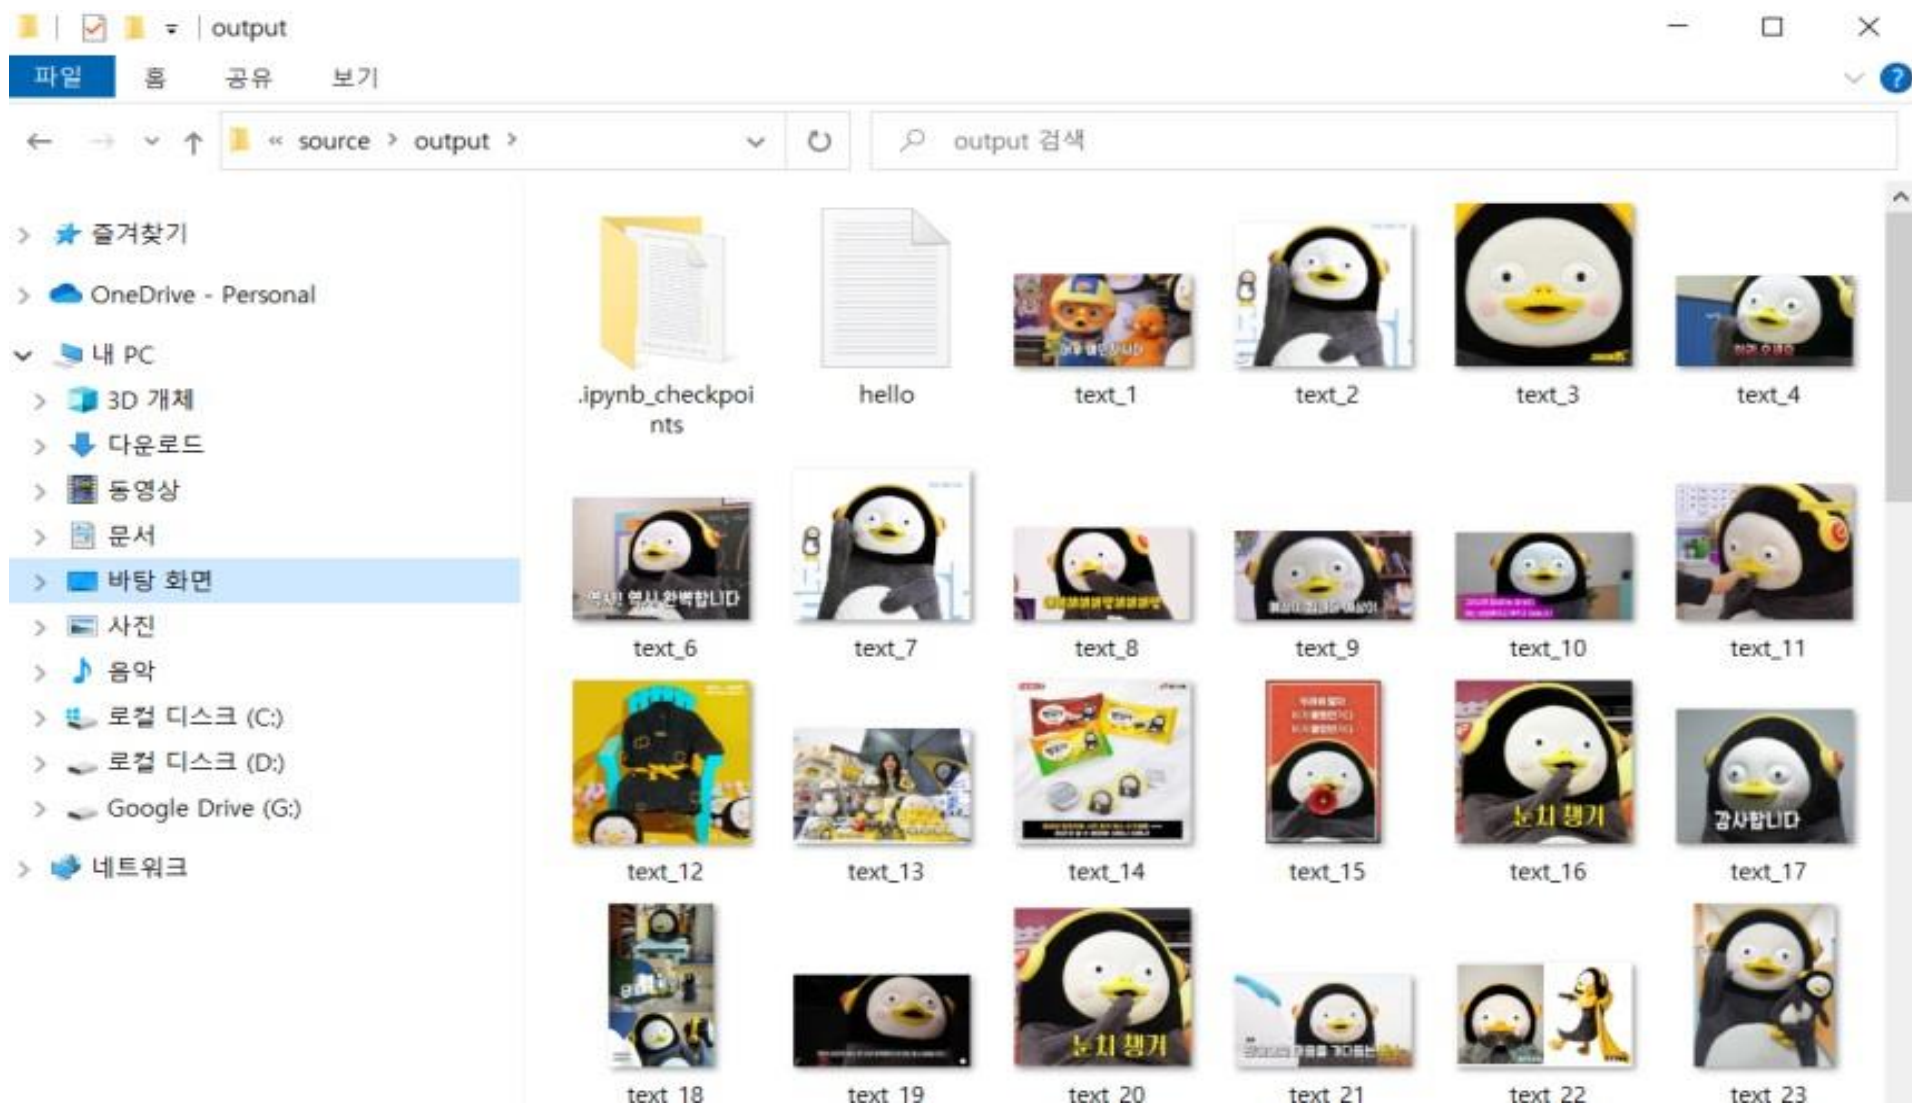 output
파일 홈 공유 보기
« source > output >
output 검색
즐겨찾기
OneDrive - Personal
내 PC
3D 개체
다운로드
동영상
문서
바탕 화면
사진
음악
로컬 디스크 (C:)
로컬 디스크 (D:)
Google Drive (G:)
네트워크
.ipynb_checkpoi
nts
hello
text_1
text_2
text_3
이리 오세요
text_4
역시! 역시 완벽합니다
text_6
text_7
text_8
text_9
text_10
text_11
text_12
text_13
text_14
text_15
눈치 챙겨
text_16
감사합니다
text_17
text_18
text_19
눈치 챙겨
text_20
text_21
text_22
text_23